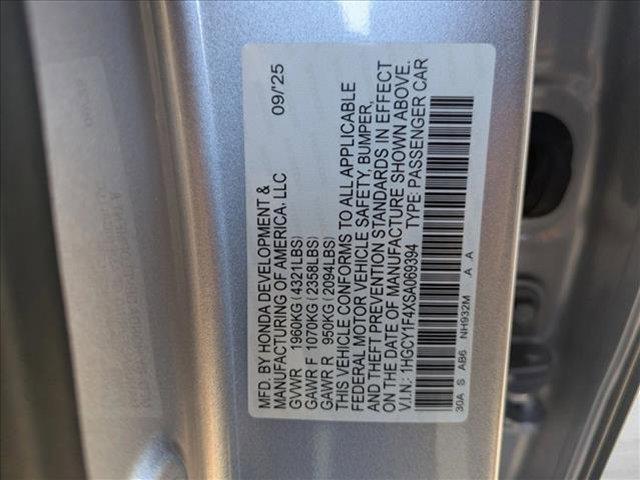 MFD. BY HONDA DEVELOPMENT & 09/'25
MANUFACTURING OF AMERICA, LLC
GVWR 1960KG (4321LBS)
GAWR F 1070KG (2358LBS)
GAWR R 950KG (2094LBS)
THIS VEHICLE CONFORMS TO ALL APPLICABLE
FEDERAL MOTOR VEHICLE SAFETY, BUMPER,
AND THEFT PREVENTION STANDARDS IN EFFECT
ON THE DATE OF MANUFACTURE SHOWN ABOVE.
V.I.N.: 1HGCY1F4XSA069394 TYPE: PASSENGER CAR
30A S AB6 NH932M A A